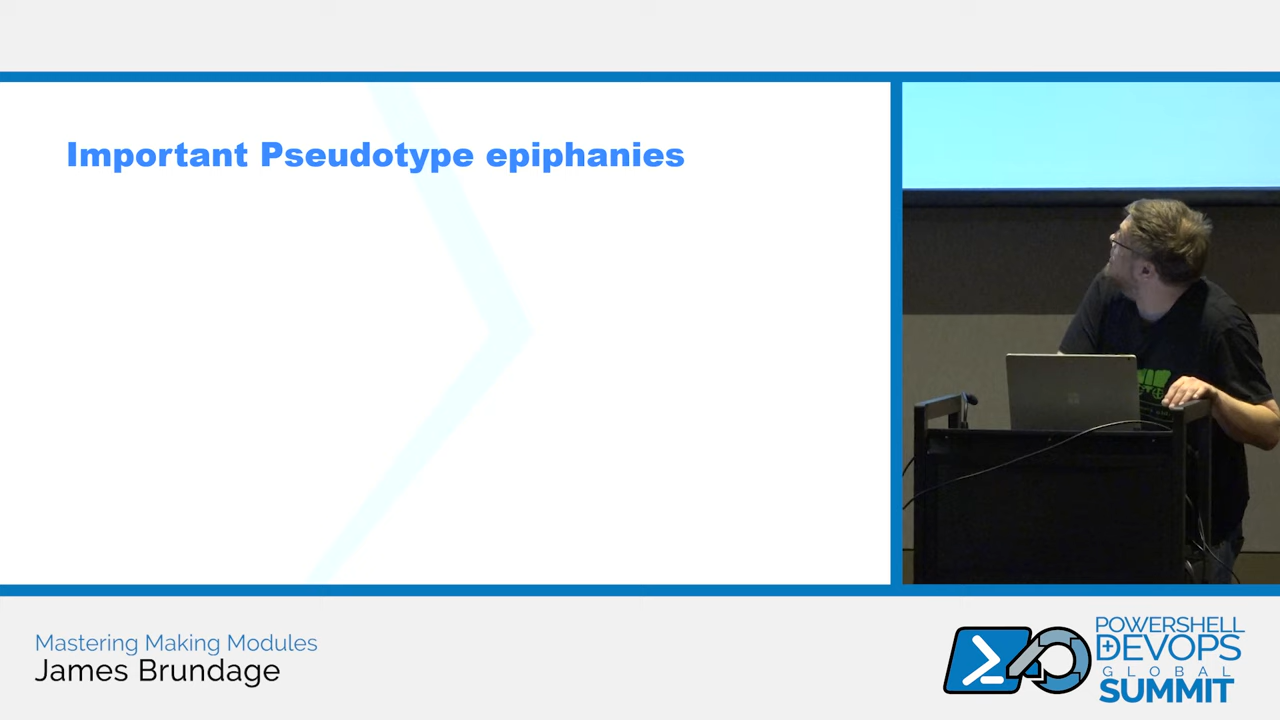 Important Pseudotype epiphanies
Mastering Making Modules
James Brundage
POWERSHELL
DEVOPS
GLOBAL
SUMMIT